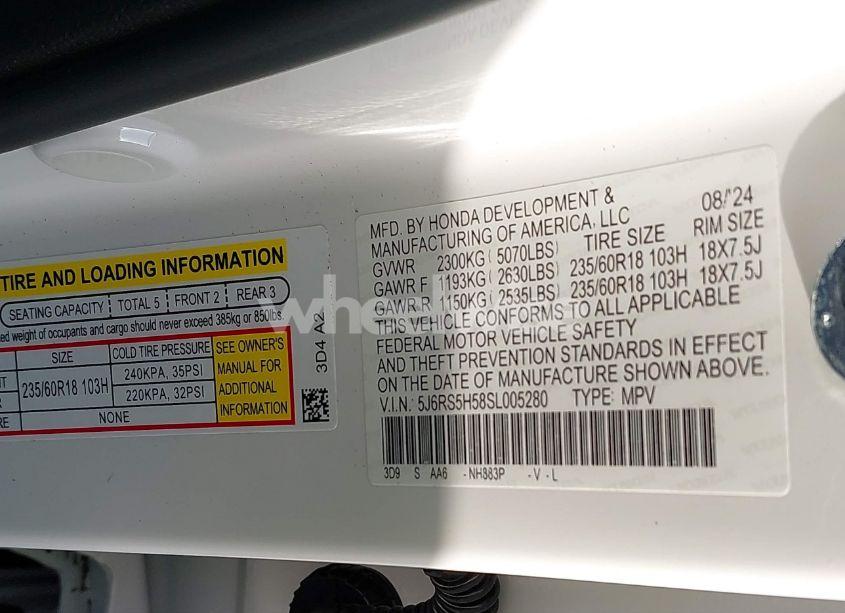 TIRE AND LOADING INFORMATION
SEATING CAPACITY TOTAL 5 FRONT 2 REAR 3
weight of occupants and cargo should never exceed 385kg or 850lbs.
SIZE COLD TIRE PRESSURE SEE OWNER'S MANUAL FOR ADDITIONAL INFORMATION
235/60R18 103H 240KPA, 35PSI
220KPA, 32PSI
NONE
3D4 A2
MFD. BY HONDA DEVELOPMENT & 08/'24
MANUFACTURING OF AMERICA, LLC
TIRE SIZE RIM SIZE
GVWR 2300KG( 5070LBS)
GAWR F 1193KG( 2630LBS) 235/60R18 103H 18X7.5J
GAWR R 1150KG( 2535LBS) 235/60R18 103H 18X7.5J
THIS VEHICLE CONFORMS TO ALL APPLICABLE
FEDERAL MOTOR VEHICLE SAFETY
AND THEFT PREVENTION STANDARDS IN EFFECT
ON THE DATE OF MANUFACTURE SHOWN ABOVE.
V.I.N.: 5J6RS5H58SL005280 TYPE: MPV
3D9 S AA6 - NH883P - V - L